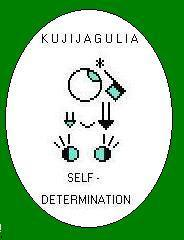 KUJIJAGULIA
SELF -
DETERMINATION